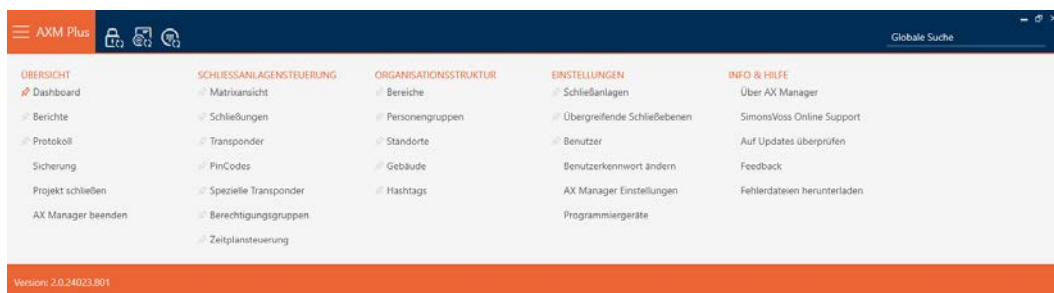 AXM Plus
Globale Suche
ÜBERSICHT
Dashboard
Berichte
Protokoll
Sicherung
Projekt schließen
AX Manager beenden
SCHLIESSANLAGENSTEUERUNG
Matrixansicht
Schließungen
Transponder
PinCodes
Spezielle Transponder
Berechtigungsgruppen
Zeitplansteuerung
ORGANISATIONSSTRUKTUR
Bereiche
Personengruppen
Standorte
Gebäude
Hashtags
EINSTELLUNGEN
Schließanlagen
Übergreifende Schließebenen
Benutzer
Benutzerkennwort ändern
AX Manager Einstellungen
Programmiergeräte
INFO & HILFE
Über AX Manager
SimonsVoss Online Support
Auf Updates überprüfen
Feedback
Fehlerdateien herunterladen
Version: 2.0.24023.801